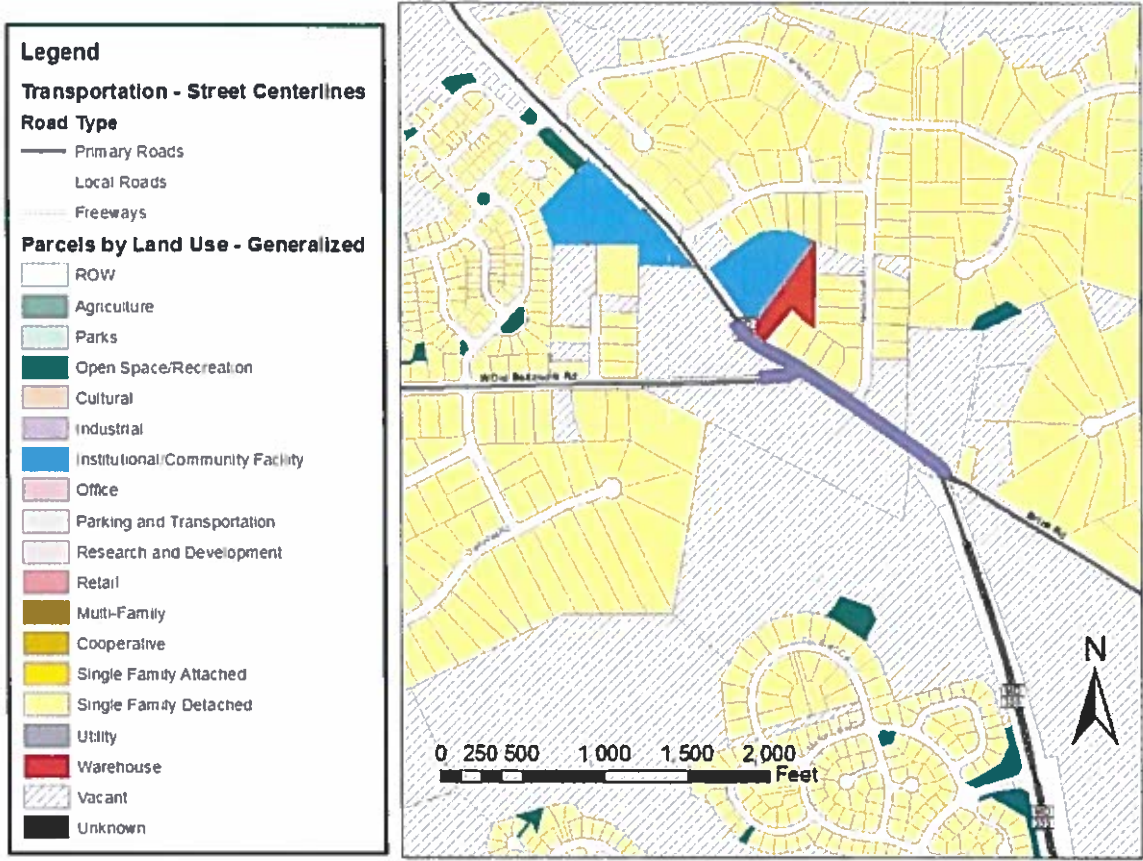 Legend
Transportation - Street Centerlines
Road Type
Primary Roads
Local Roads
Freeways
Parcels by Land Use - Generalized
ROW
Agriculture
Parks
Open Space/Recreation
Cultural
Industrial
Institutional/Community Facility
Office
Parking and Transportation
Research and Development
Retail
Multi-Family
Cooperative
Single Family Attached
Single Family Detached
Utility
Warehouse
Vacant
Unknown
Rd
Rd
N
0 250 500 1 000 1,500 2,000
Feet